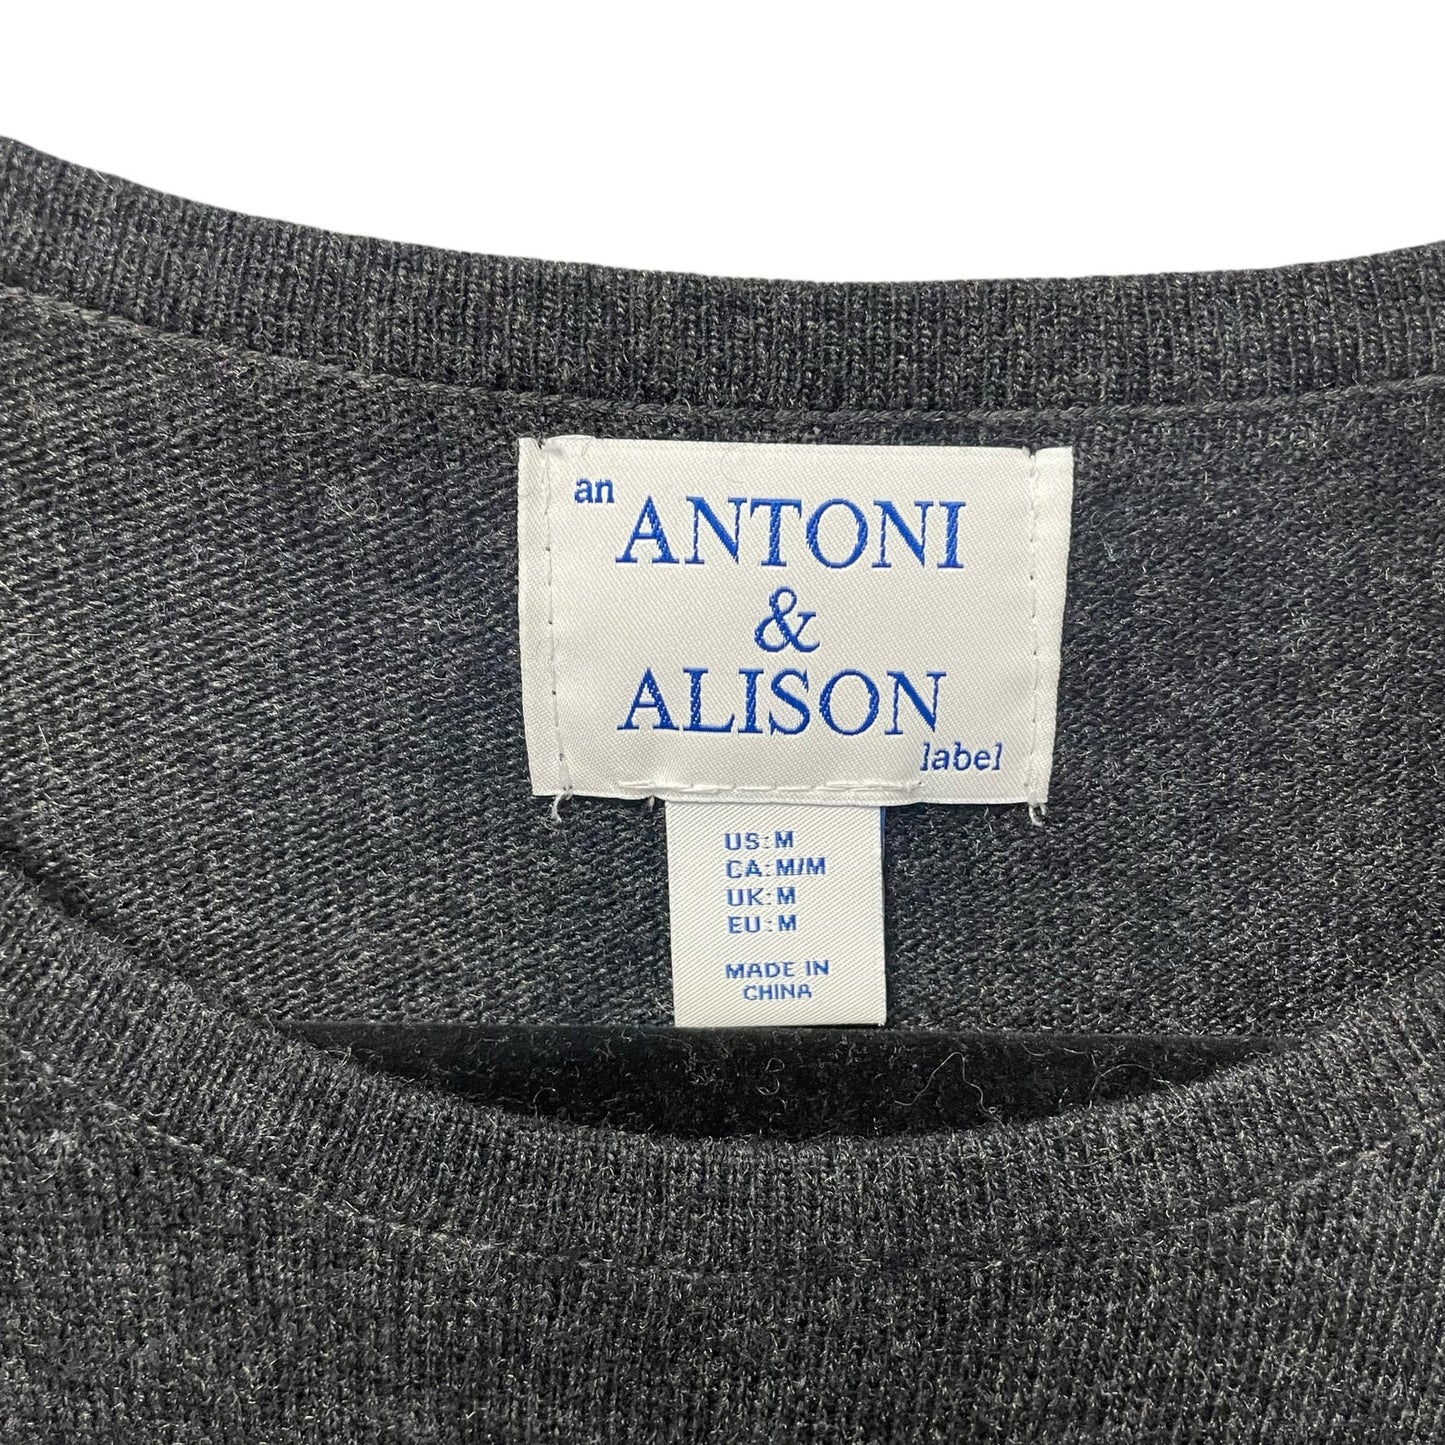 an
ANTONI
&
ALISON
label
US:M
CA:M/M
UK:M
EU:M
MADE IN
CHINA